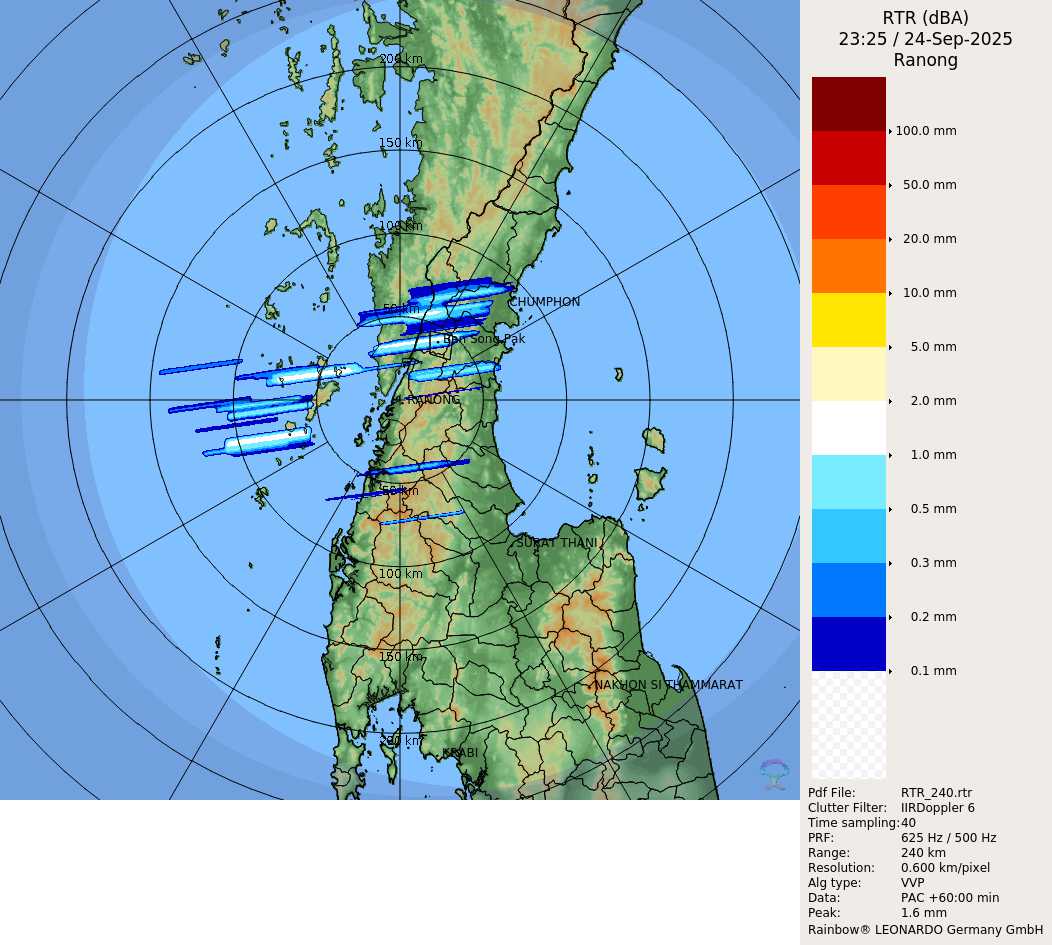 RTR (dBA)
23:25 / 24-Sep-2025
Ranong
200 km
150 km
100 km
50 km
CHUMPHON
Ban Song Pak
RANONG
50 km
SURAT THANI
100 km
150 km
NAKHON SI THAMMARAT
200 km
KRABI
100.0 mm
50.0 mm
20.0 mm
10.0 mm
5.0 mm
2.0 mm
1.0 mm
0.5 mm
0.3 mm
0.2 mm
0.1 mm
Pdf File: RTR_240.rtr
Clutter Filter: IIRDoppler 6
Time sampling:40
PRF: 625 Hz / 500 Hz
Range: 240 km
Resolution: 0.600 km/pixel
Alg type: VVP
Data: PAC +60:00 min
Peak: 1.6 mm
Rainbow® LEONARDO Germany GmbH